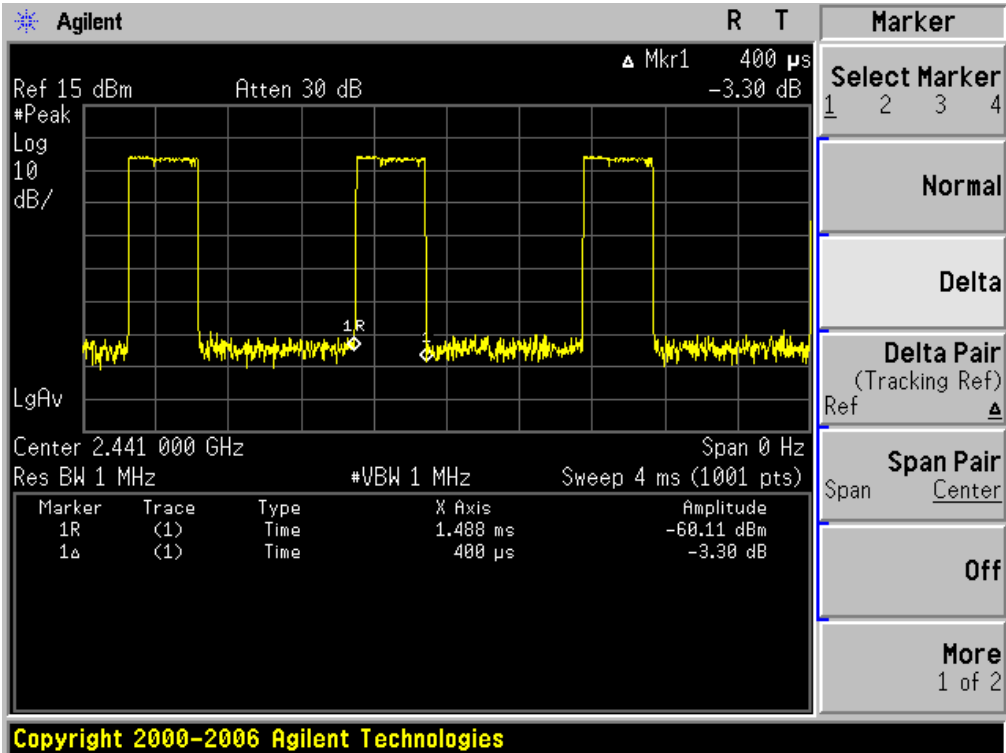 Agilent R T
Δ Mkr1 400 µs
Ref 15 dBm Atten 30 dB -3.30 dB
#Peak
Log
10
dB/
1R
1
LgAv
Center 2.441 000 GHz Span 0 Hz
Res BW 1 MHz #VBW 1 MHz Sweep 4 ms (1001 pts)
Marker Trace Type X Axis Amplitude
1R (1) Time 1.488 ms -60.11 dBm
1Δ (1) Time 400 µs -3.30 dB
Marker
Select Marker
1 2 3 4
Normal
Delta
Delta Pair
(Tracking Ref)
Ref Δ
Span Pair
Span Center
Off
More
1 of 2
Copyright 2000-2006 Agilent Technologies